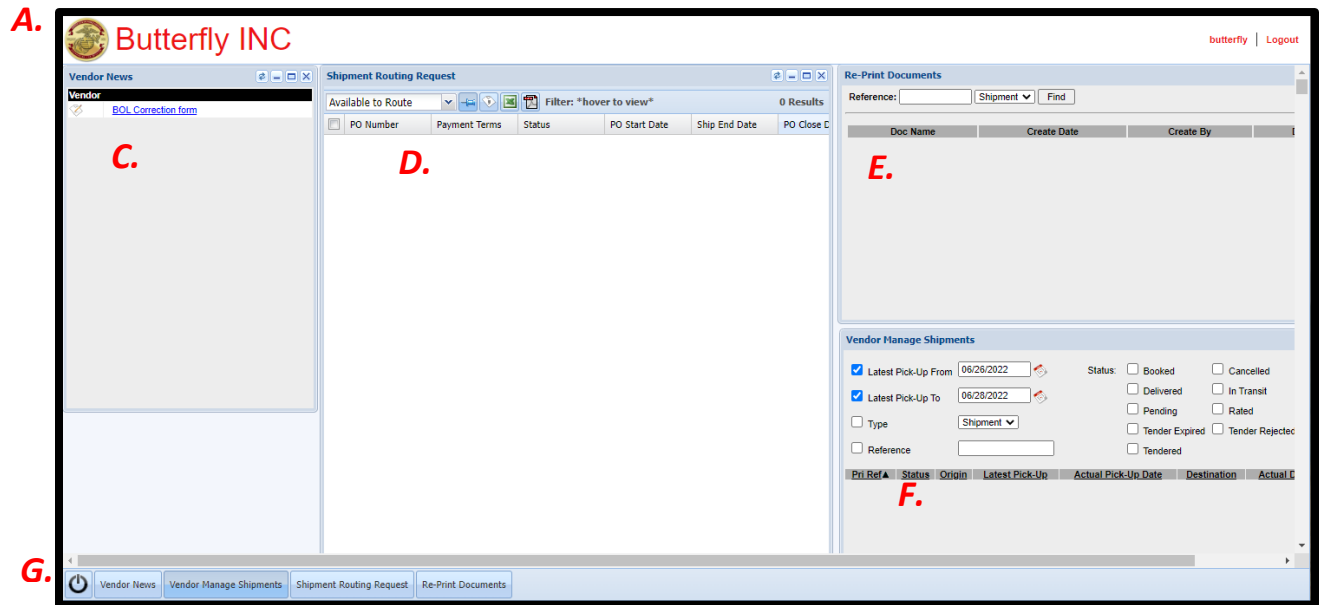 A.
Butterfly INC
butterfly | Logout
Vendor News
Vendor
BOL Correction form
C.
Shipment Routing Request
Available to Route
Filter: *hover to view*
0 Results
PO Number Payment Terms Status PO Start Date Ship End Date PO Close D
D.
Re-Print Documents
Reference: Shipment Find
Doc Name Create Date Create By
E.
Vendor Manage Shipments
Latest Pick-Up From 06/26/2022 Status: Booked Cancelled
Latest Pick-Up To 06/28/2022 Delivered In Transit
Type Shipment Pending Rated
Tender Expired Tender Rejected
Reference Tendered
Pri Ref▲ Status Origin Latest Pick-Up Actual Pick-Up Date Destination Actual D
F.
G.
Vendor News Vendor Manage Shipments Shipment Routing Request Re-Print Documents